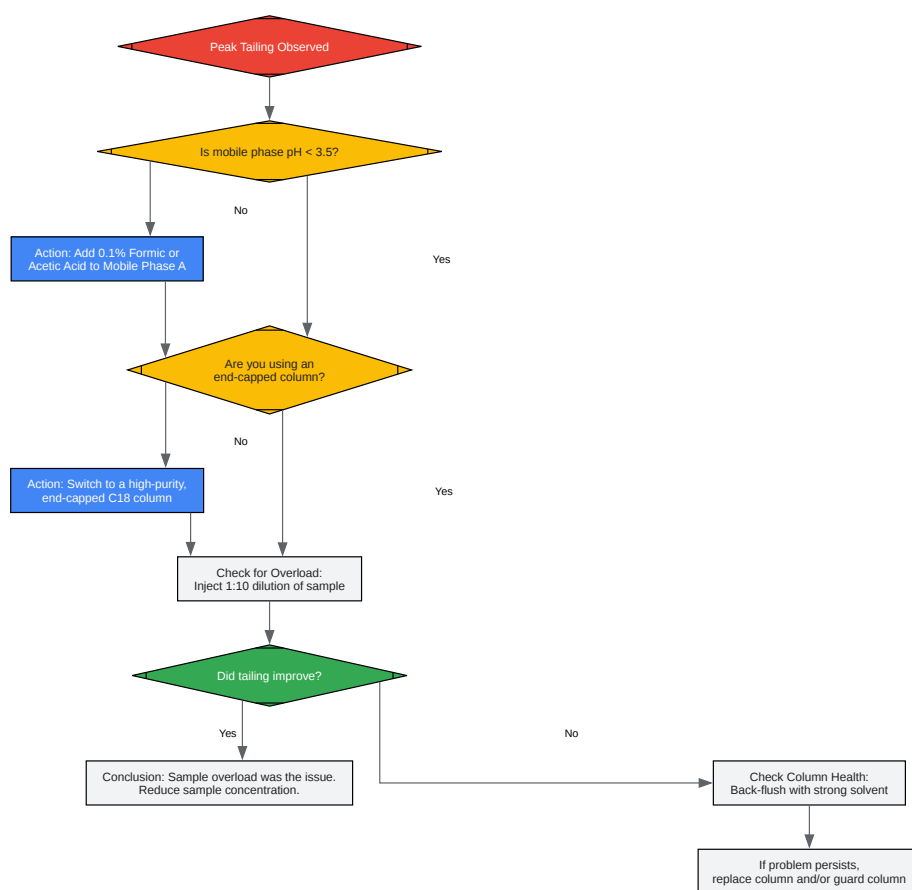 Peak Tailing Observed
Is mobile phase pH < 3.5?
No
Action: Add 0.1% Formic or
Acetic Acid to Mobile Phase A
Yes
Are you using an
end-capped column?
No
Action: Switch to a high-purity,
end-capped C18 column
Yes
Check for Overload:
Inject 1:10 dilution of sample
Did tailing improve?
Yes
No
Conclusion: Sample overload was the issue.
Reduce sample concentration.
Check Column Health:
Back-flush with strong solvent
If problem persists,
replace column and/or guard column